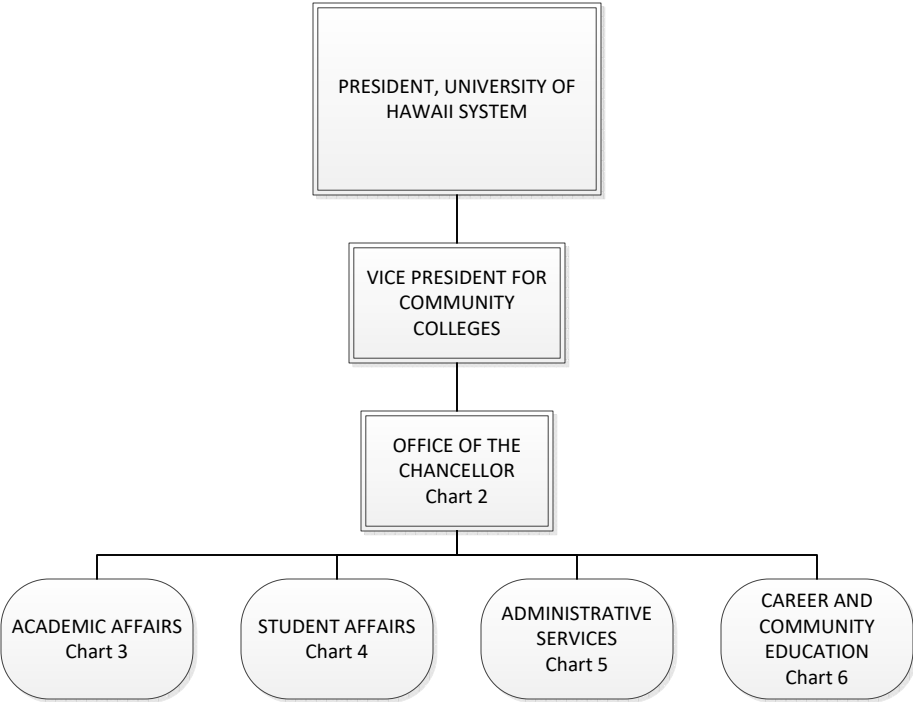 PRESIDENT, UNIVERSITY OF
HAWAII SYSTEM
VICE PRESIDENT FOR
COMMUNITY
COLLEGES
OFFICE OF THE
CHANCELLOR
Chart 2
ACADEMIC AFFAIRS
Chart 3
STUDENT AFFAIRS
Chart 4
ADMINISTRATIVE
SERVICES
Chart 5
CAREER AND
COMMUNITY
EDUCATION
Chart 6